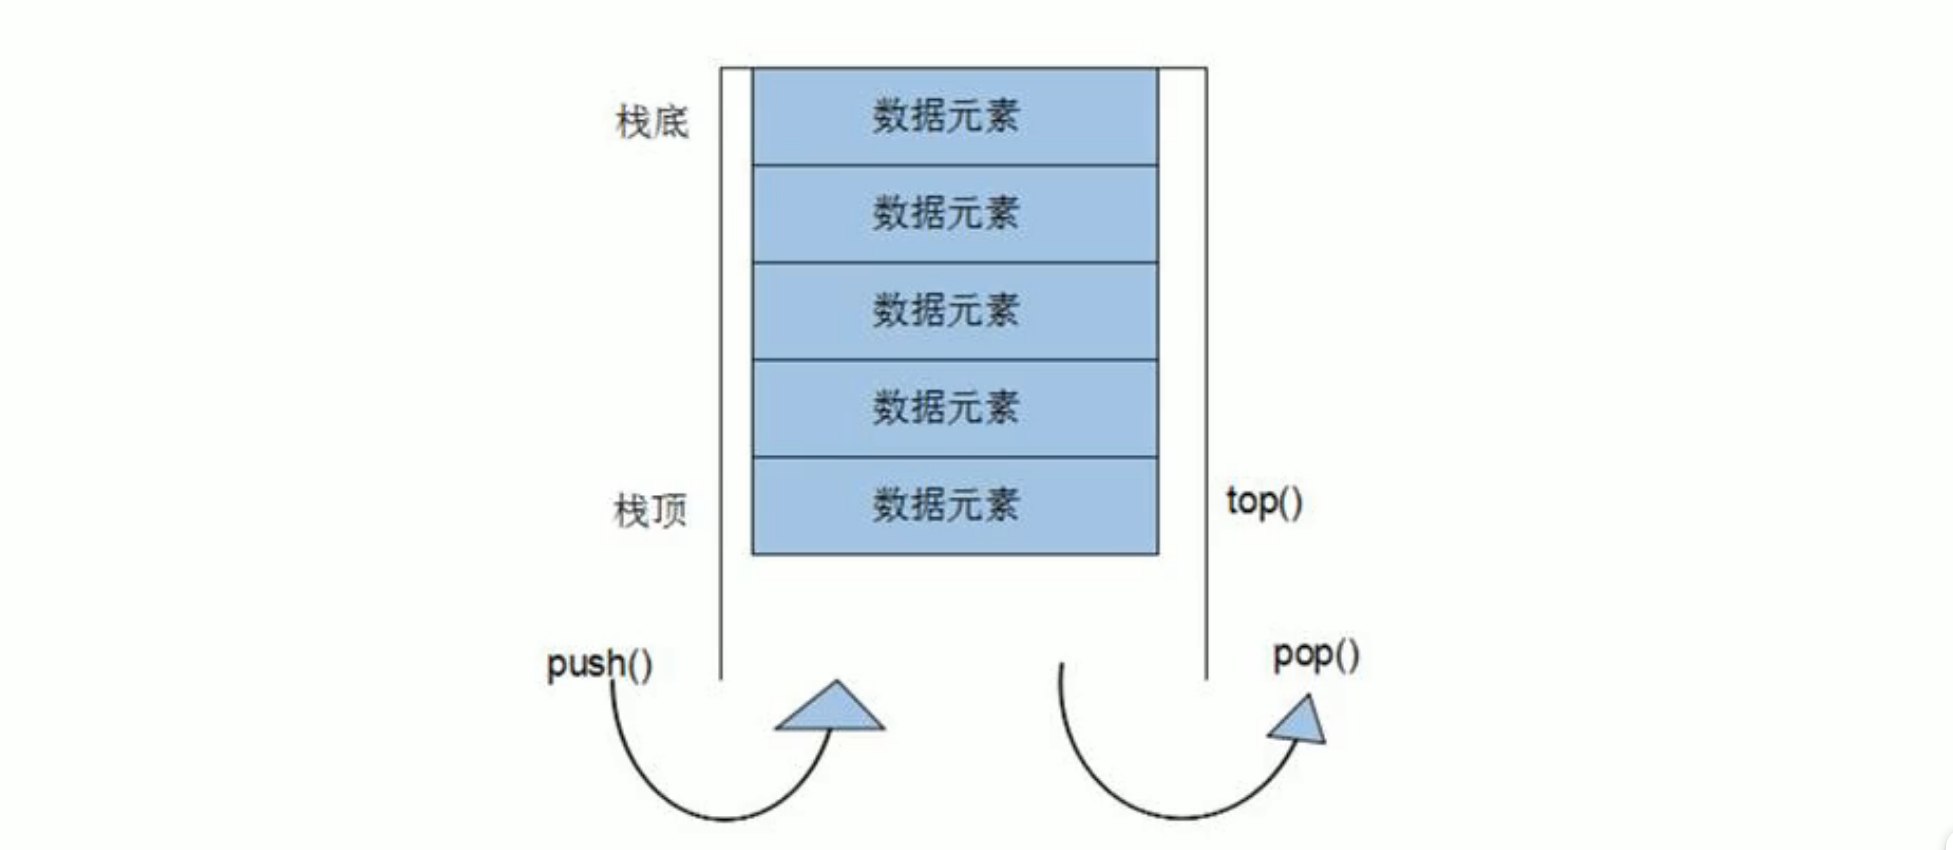 栈底
数据元素
数据元素
数据元素
数据元素
栈顶
数据元素
top()
push()
pop()